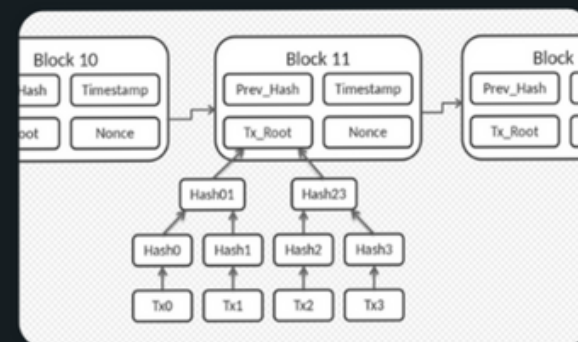 Block 10
Block 11
Block
Hash
Timestamp
Prev_Hash
Timestamp
Prev_Hash
oot
Nonce
Tx_Root
Nonce
Tx_Root
Hash01
Hash23
Hash0
Hash1
Hash2
Hash3
Tx0
Tx1
Tx2
Tx3